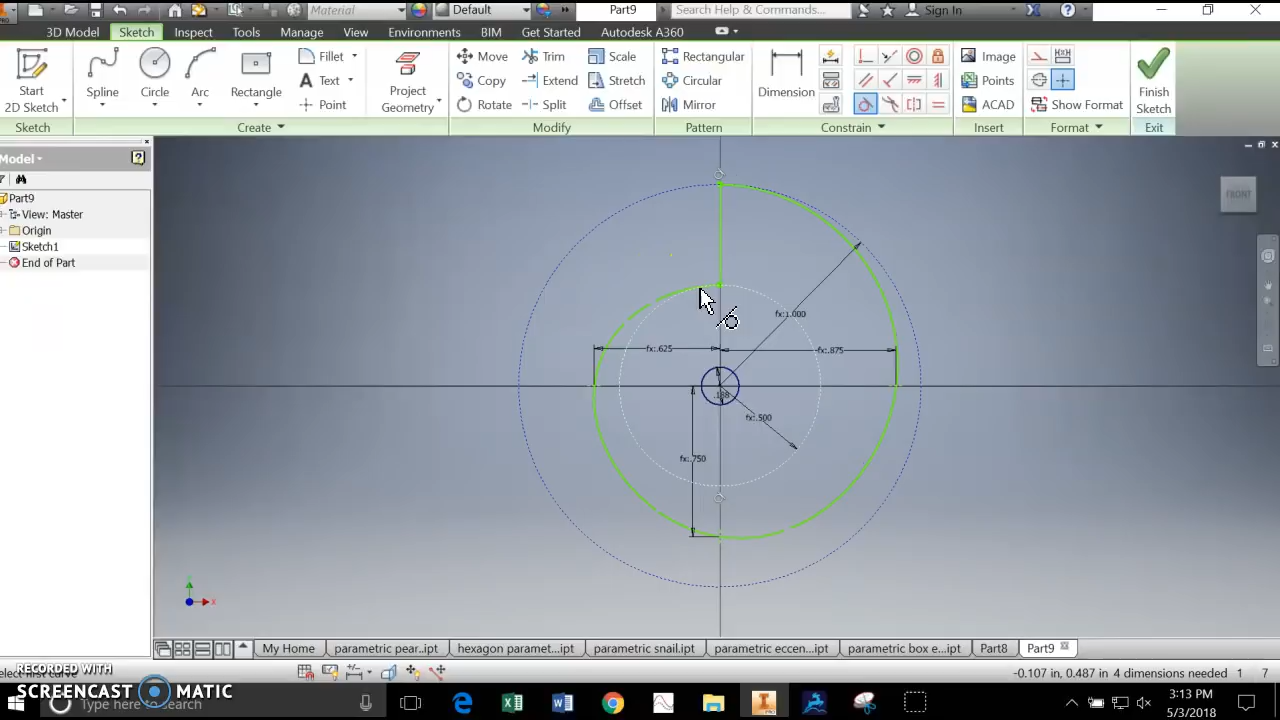 PRO
Material
Default
Part9
Search Help & Commands...
Sign In
3D Model Sketch Inspect Tools Manage View Environments BIM Get Started Autodesk A360
Start
2D Sketch
Spline Circle Arc Rectangle
Fillet
Text
Point
Project
Geometry
Move Trim Scale
Copy Extend Stretch
Rotate Split Offset
Rectangular
Circular
Mirror
Dimension
Image
Points
ACAD
Show Format
Finish
Sketch
Sketch Create Modify Pattern Constrain Insert Format Exit
Model
Part9
View: Master
Origin
Sketch1
End of Part
FRONT
fx:1.000
fx:.625
fx:.875
.188
fx:.500
fx:.750
X
My Home parametric pear..ipt hexagon paramet...ipt parametric snail.ipt parametric eccen...ipt parametric box e...ipt Part8 Part9
elect first curve
-0.107 in, 0.487 in 4 dimensions needed 1 7
RECORDED WITH
SCREENCAST MATIC
Type here to search
3:13 PM
5/3/2018